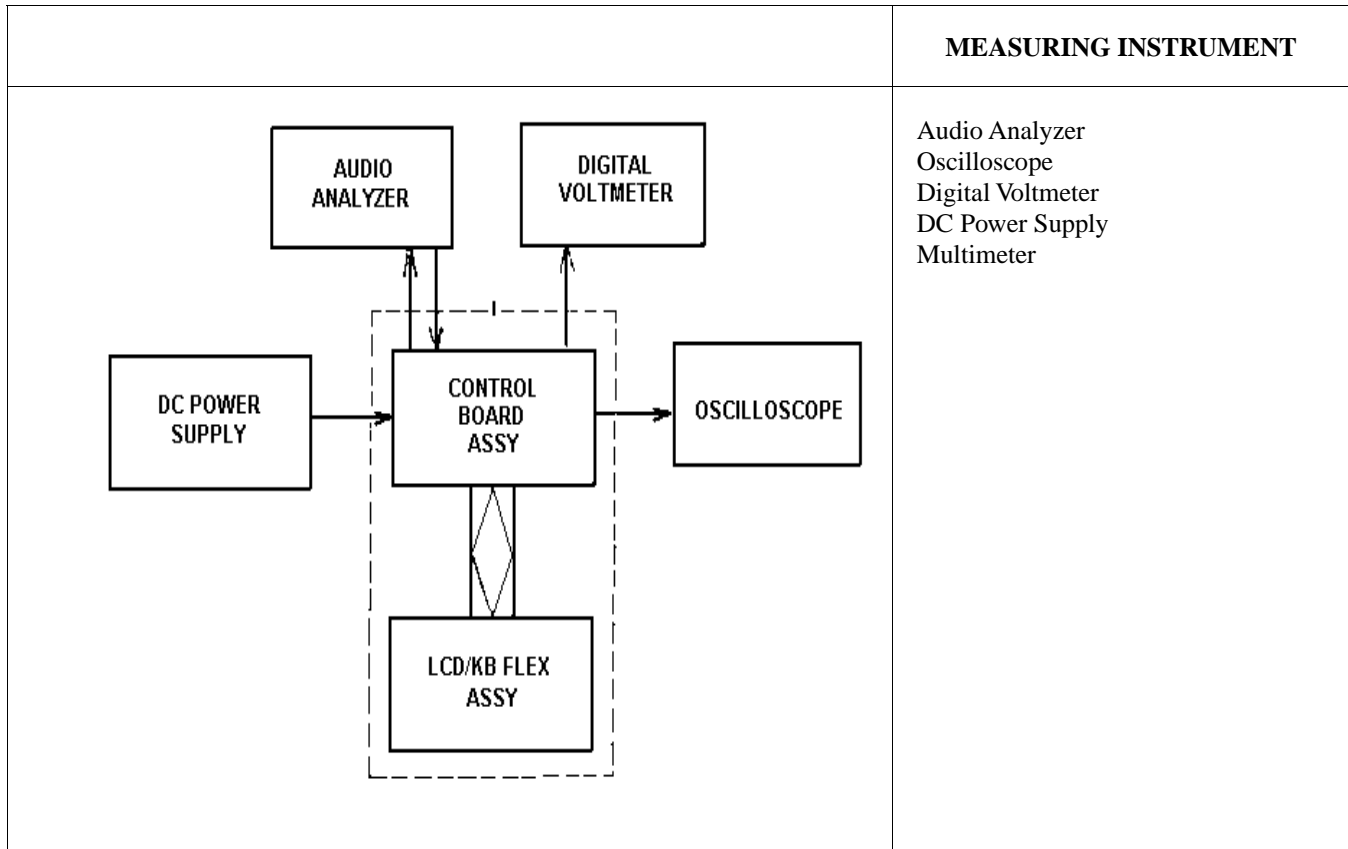 MEASURING INSTRUMENT
AUDIO
ANALYZER
DIGITAL
VOLTMETER
DC POWER
SUPPLY
CONTROL
BOARD
ASSY
OSCILLOSCOPE
LCD/KB FLEX
ASSY
Audio Analyzer
Oscilloscope
Digital Voltmeter
DC Power Supply
Multimeter